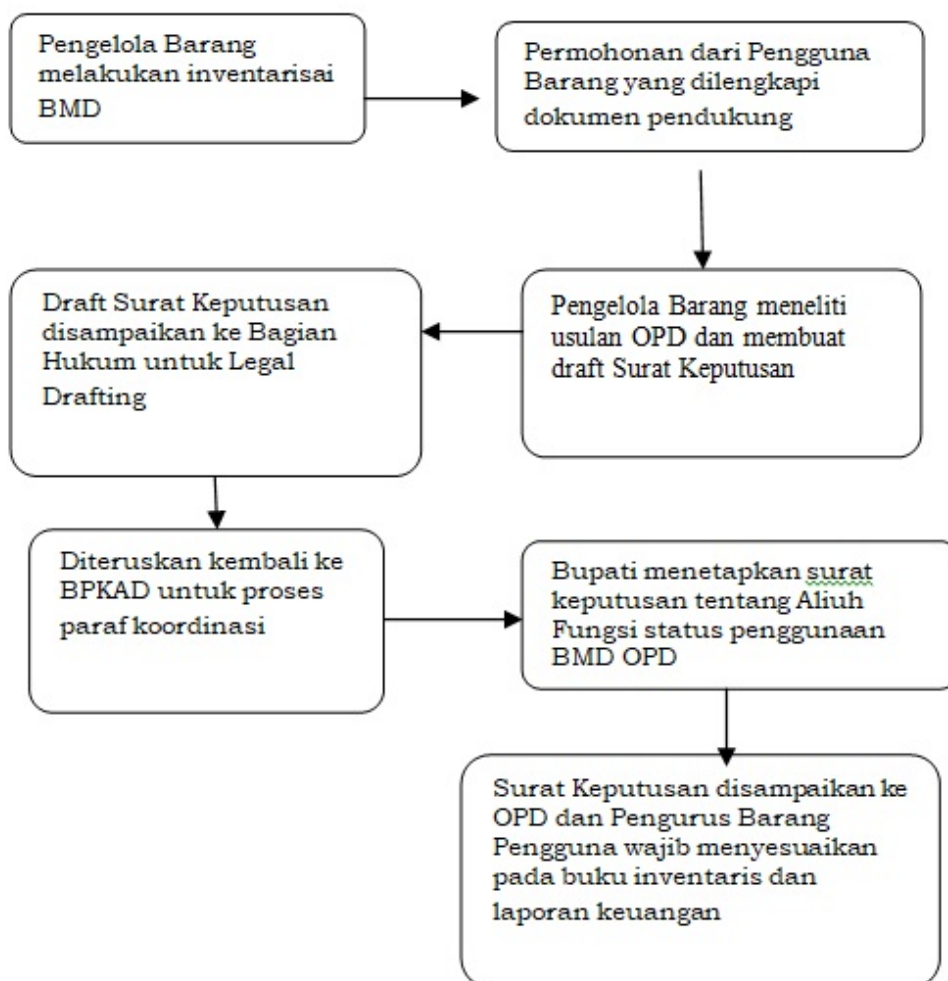 Pengelola Barang
melakukan inventarisai
BMD
Permohonan dari Pengguna
Barang yang dilengkapi
dokumen pendukung
Pengelola Barang meneliti
usulan OPD dan membuat
draft Surat Keputusan
Draft Surat Keputusan
disampaikan ke Bagian
Hukum untuk Legal
Drafting
Diteruskan kembali ke
BPKAD untuk proses
paraf koordinasi
Bupati menetapkan surat
keputusan tentang Aliuh
Fungsi status penggunaan
BMD OPD
Surat Keputusan disampaikan ke
OPD dan Pengurus Barang
Pengguna wajib menyesuaikan
pada buku inventaris dan
laporan keuangan